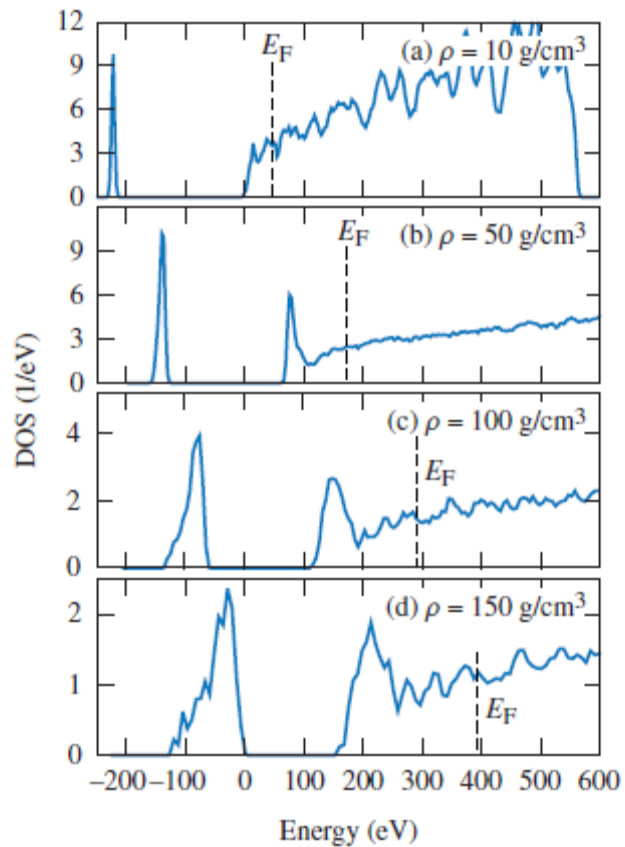 12
9
6
3
0
E_F
(a) ρ = 10 g/cm³
9
6
3
0
E_F
(b) ρ = 50 g/cm³
DOS (1/eV)
4
2
0
(c) ρ = 100 g/cm³
E_F
2
1
0
(d) ρ = 150 g/cm³
E_F
−200 −100 0 100 200 300 400 500 600
Energy (eV)